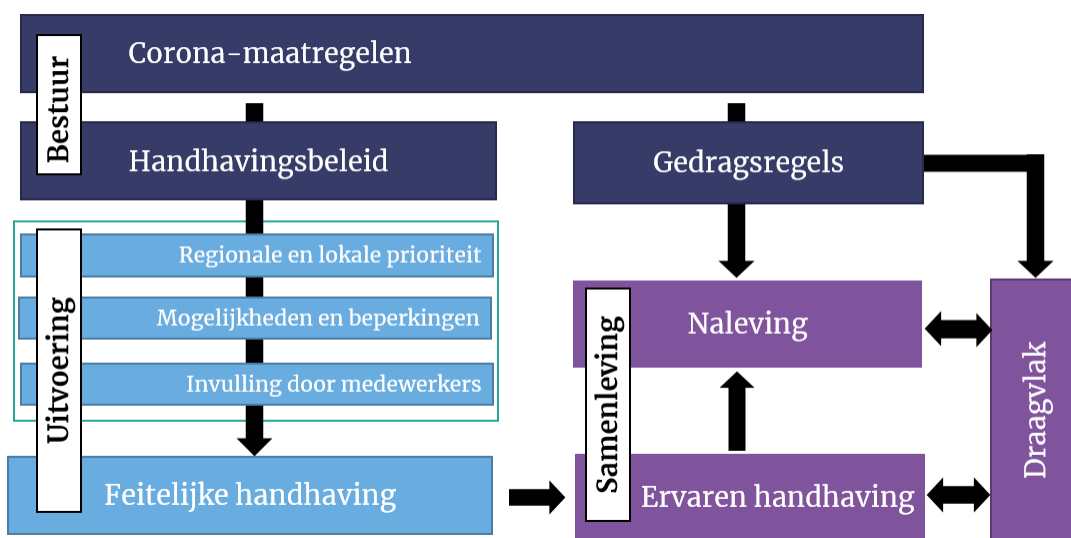 Corona-maatregelen
Bestuur
Handhavingsbeleid
Gedragsregels
Regionale en lokale prioriteit
Mogelijkheden en beperkingen
Invulling door medewerkers
Uitvoering
Feitelijke handhaving
Naleving
Samenleving
Ervaren handhaving
Draagvlak